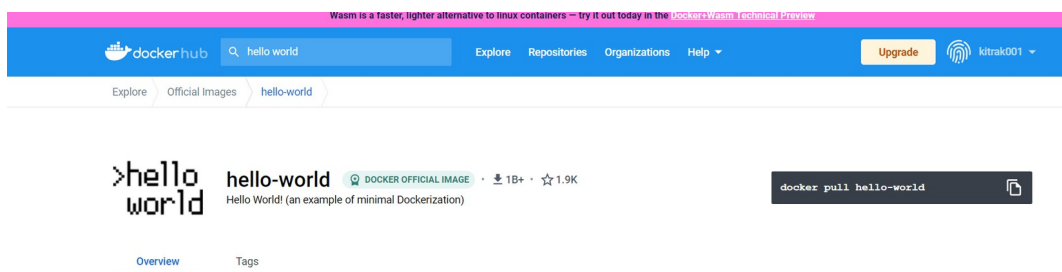 Wasm is a faster, lighter alternative to linux containers — try it out today in the Docker+Wasm Technical Preview
dockerhub
hello world
Explore Repositories Organizations Help
Upgrade
kitrak001
Explore Official Images hello-world
>hello
world
hello-world DOCKER OFFICIAL IMAGE · 1B+ · 1.9K
Hello World! (an example of minimal Dockerization)
docker pull hello-world
Overview Tags